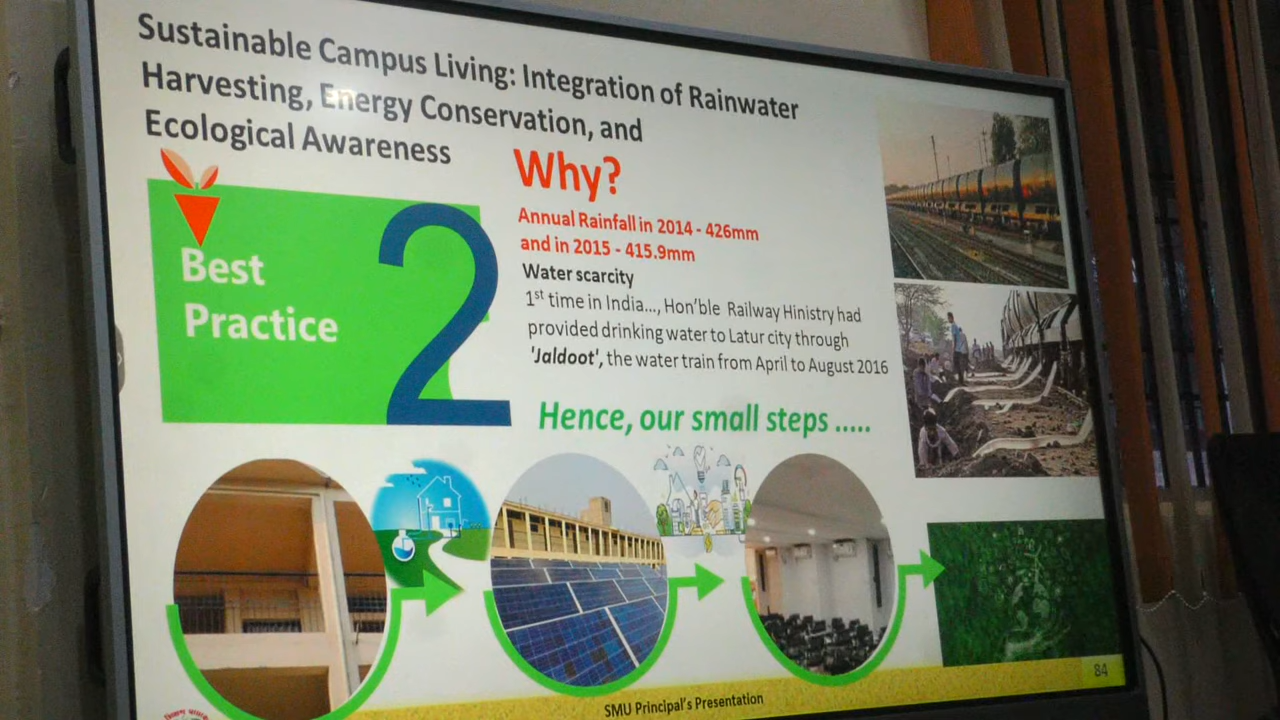 Sustainable Campus Living: Integration of Rainwater
Harvesting, Energy Conservation, and
Ecological Awareness
Best
Practice
2
Why?
Annual Rainfall in 2014 - 426mm
and in 2015 - 415.9mm
Water scarcity
1st time in India..., Hon'ble Railway Hinistry had
provided drinking water to Latur city through
'Jaldoot', the water train from April to August 2016
Hence, our small steps .....
SMU Principal's Presentation
84